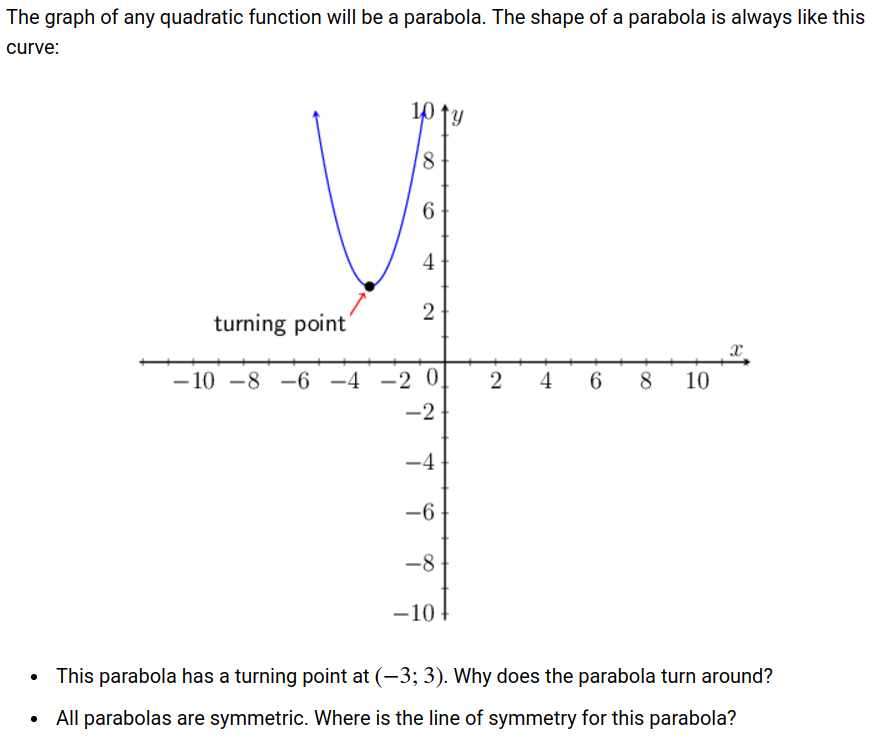 The graph of any quadratic function will be a parabola. The shape of a parabola is always like this
curve:
10 y
8
6
4
turning point 2
x
−10 −8 −6 −4 −2 0 2 4 6 8 10
−2
−4
−6
−8
−10
• This parabola has a turning point at (−3; 3). Why does the parabola turn around?
• All parabolas are symmetric. Where is the line of symmetry for this parabola?